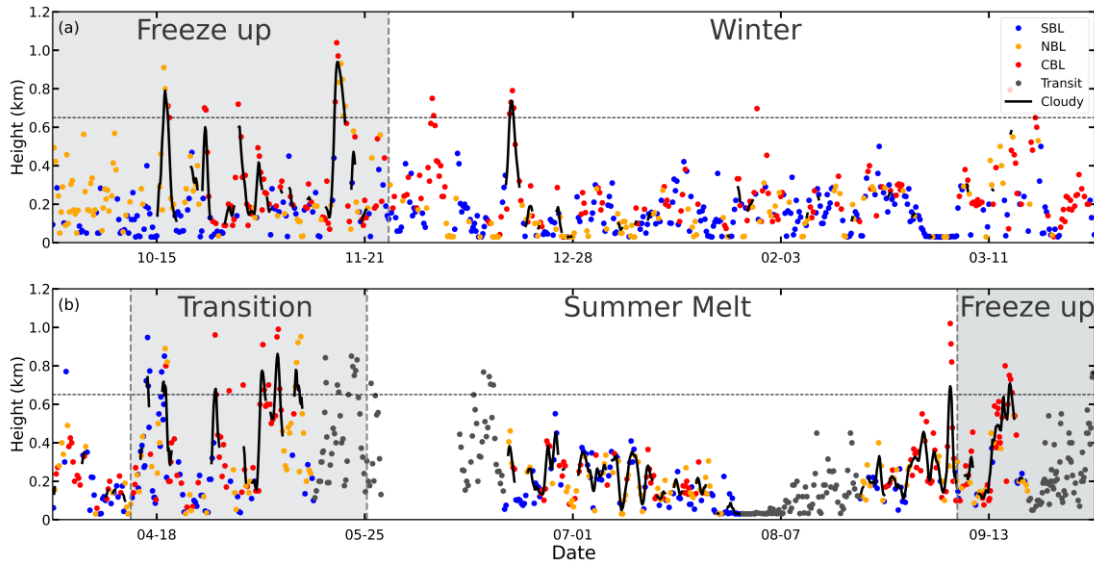 (a)
Freeze up
Winter
SBL
NBL
CBL
Transit
Cloudy
Height (km)
1.2
1.0
0.8
0.6
0.4
0.2
0
10-15
11-21
12-28
02-03
03-11
(b)
Transition
Summer Melt
Freeze up
Height (km)
1.2
1.0
0.8
0.6
0.4
0.2
0
04-18
05-25
07-01
08-07
09-13
Date